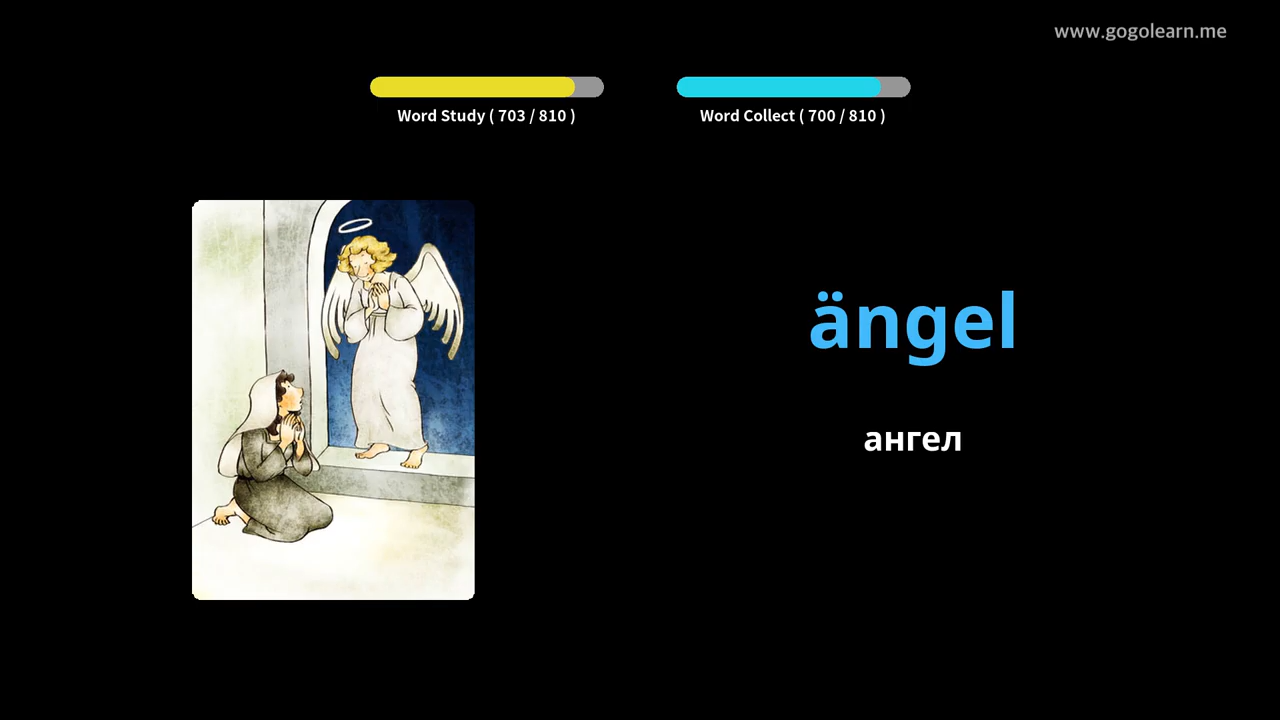 www.gogolearn.me
Word Study ( 703 / 810 )
Word Collect ( 700 / 810 )
ängel
ангел